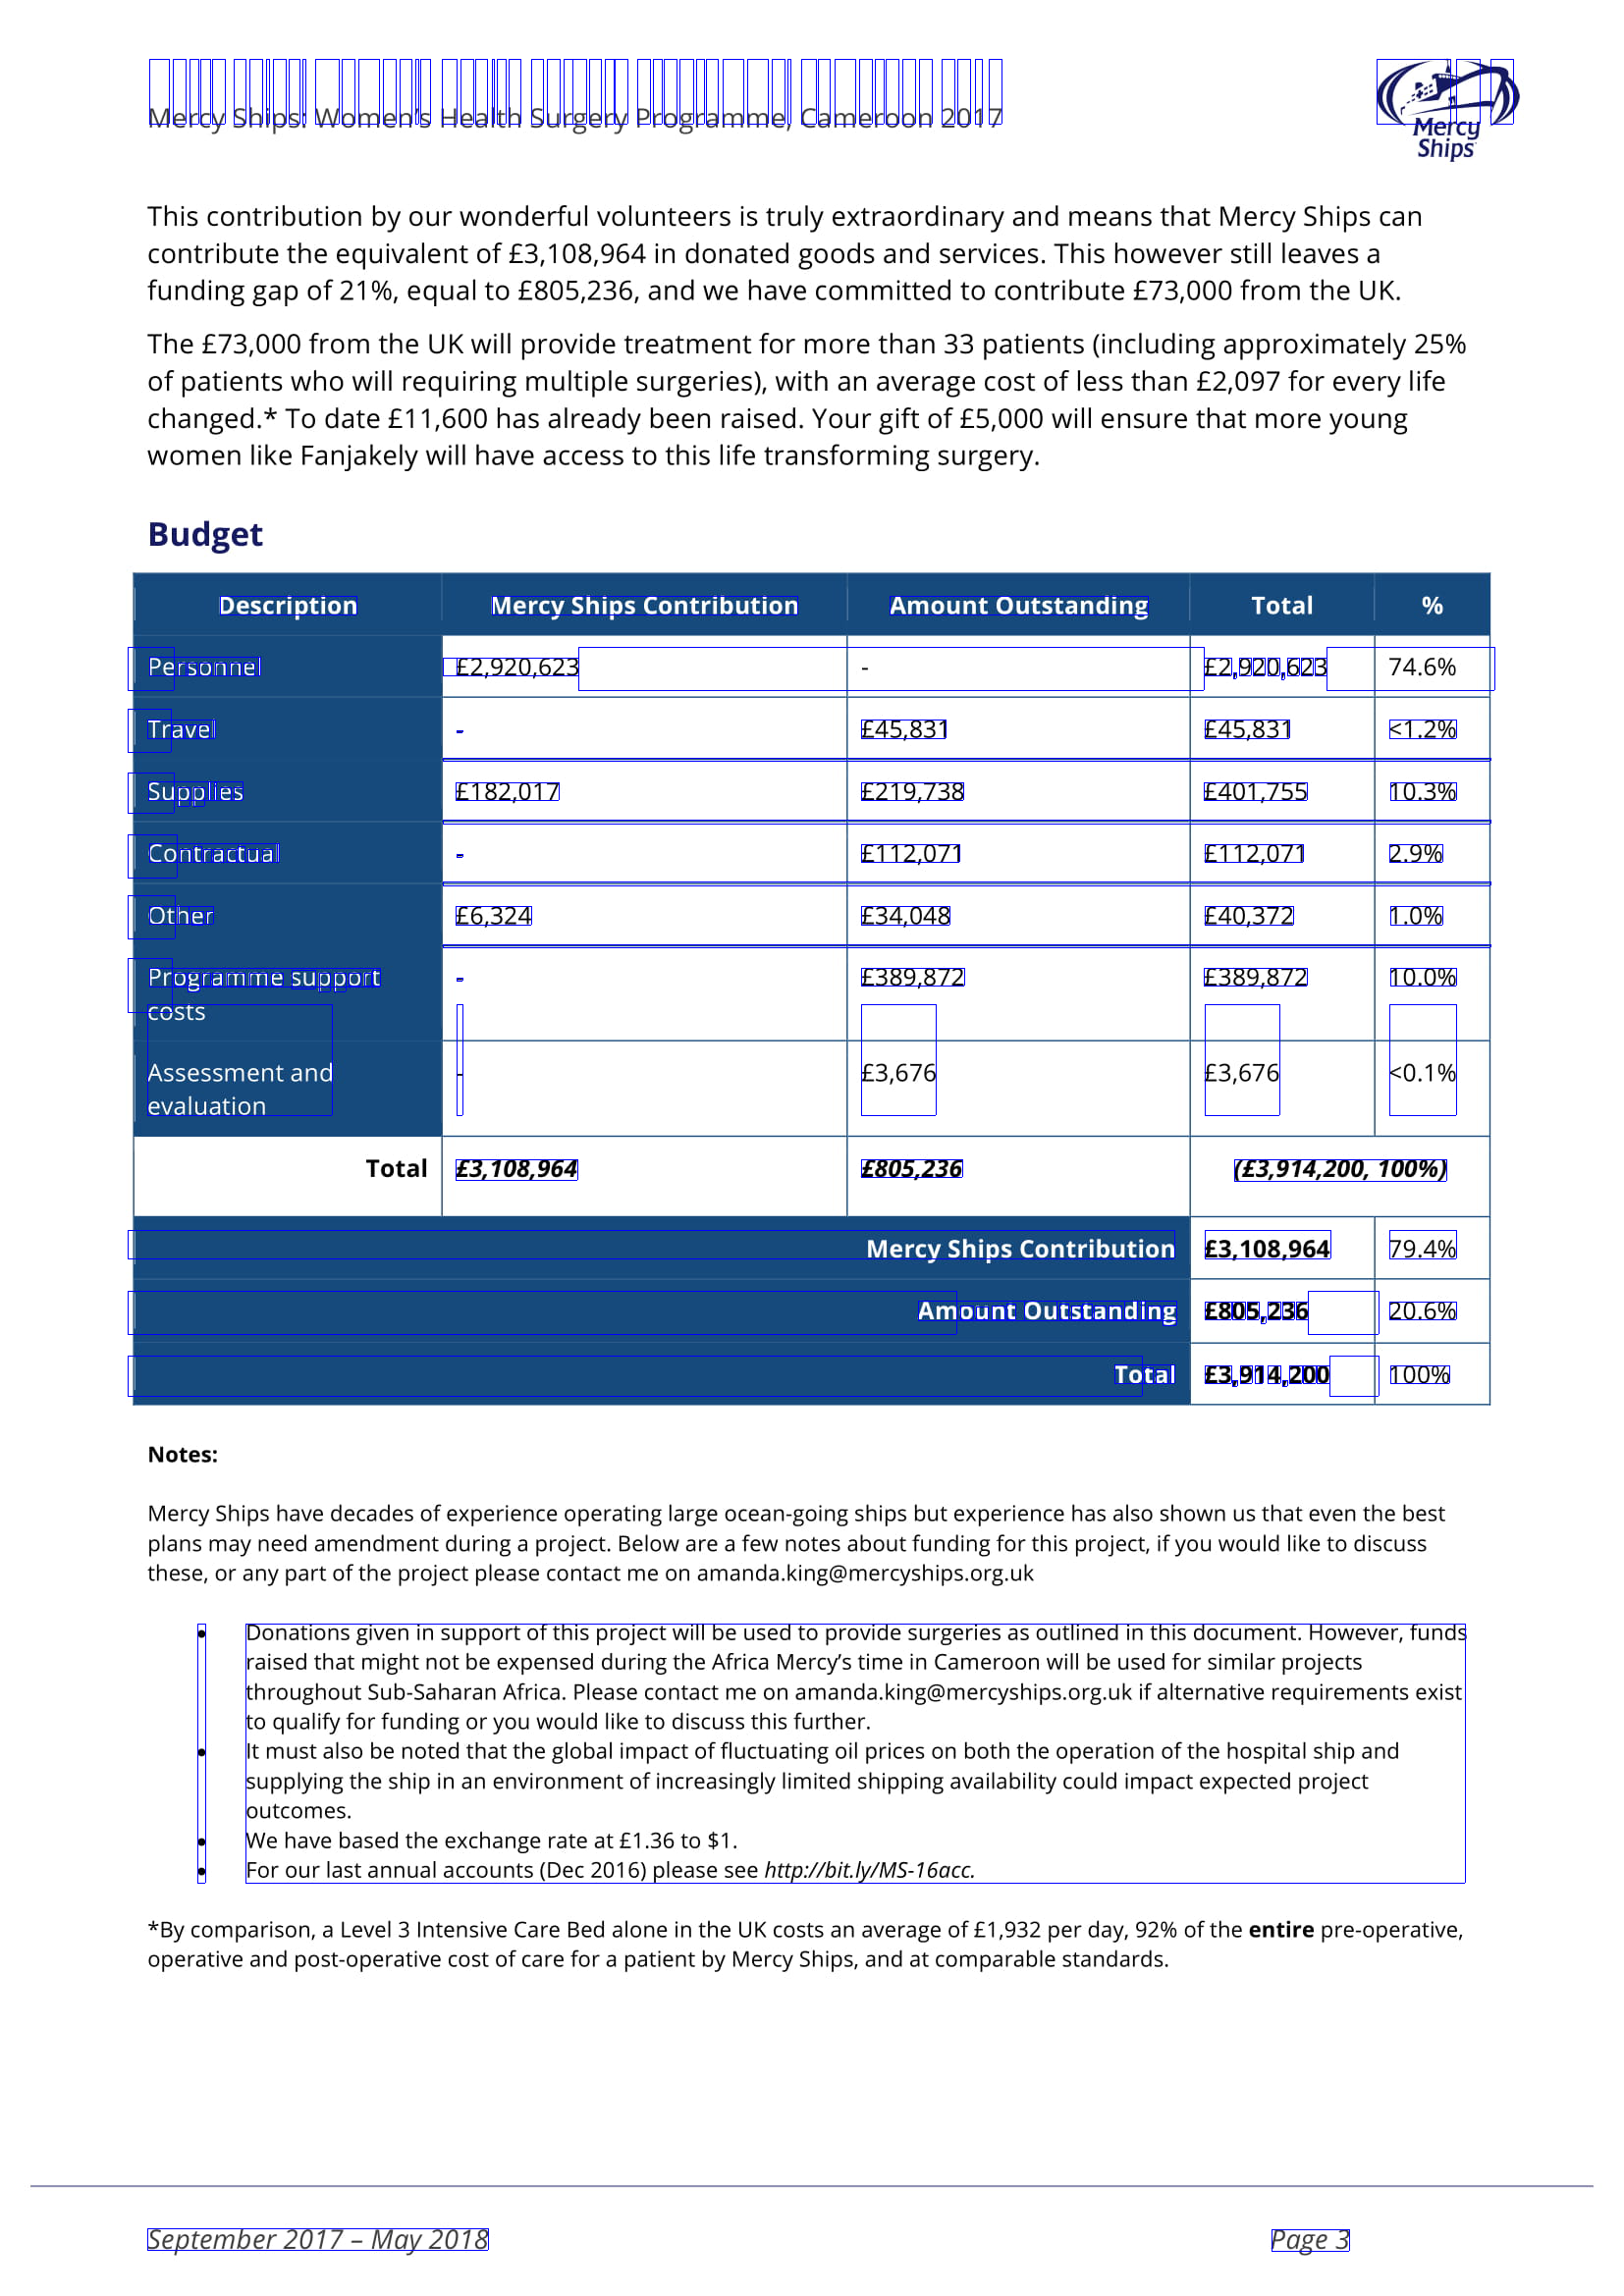 Mercy Ships: Women's Health Surgery Programme, Cameroon 2017
Mercy
Ships
This contribution by our wonderful volunteers is truly extraordinary and means that Mercy Ships can
contribute the equivalent of £3,108,964 in donated goods and services. This however still leaves a
funding gap of 21%, equal to £805,236, and we have committed to contribute £73,000 from the UK.
The £73,000 from the UK will provide treatment for more than 33 patients (including approximately 25%
of patients who will requiring multiple surgeries), with an average cost of less than £2,097 for every life
changed.* To date £11,600 has already been raised. Your gift of £5,000 will ensure that more young
women like Fanjakely will have access to this life transforming surgery.
Budget
Description Mercy Ships Contribution Amount Outstanding Total %
Personnel £2,920,623 - £2,920,623 74.6%
Travel - £45,831 £45,831 <1.2%
Supplies £182,017 £219,738 £401,755 10.3%
Contractual - £112,071 £112,071 2.9%
Other £6,324 £34,048 £40,372 1.0%
Programme support - £389,872 £389,872 10.0%
costs
Assessment and - £3,676 £3,676 <0.1%
evaluation
Total £3,108,964 £805,236 (£3,914,200, 100%)
Mercy Ships Contribution £3,108,964 79.4%
Amount Outstanding £805,236 20.6%
Total £3,914,200 100%
Notes:
Mercy Ships have decades of experience operating large ocean-going ships but experience has also shown us that even the best
plans may need amendment during a project. Below are a few notes about funding for this project, if you would like to discuss
these, or any part of the project please contact me on amanda.king@mercyships.org.uk
• Donations given in support of this project will be used to provide surgeries as outlined in this document. However, funds
raised that might not be expensed during the Africa Mercy's time in Cameroon will be used for similar projects
throughout Sub-Saharan Africa. Please contact me on amanda.king@mercyships.org.uk if alternative requirements exist
to qualify for funding or you would like to discuss this further.
• It must also be noted that the global impact of fluctuating oil prices on both the operation of the hospital ship and
supplying the ship in an environment of increasingly limited shipping availability could impact expected project
outcomes.
• We have based the exchange rate at £1.36 to $1.
• For our last annual accounts (Dec 2016) please see http://bit.ly/MS-16acc.
*By comparison, a Level 3 Intensive Care Bed alone in the UK costs an average of £1,932 per day, 92% of the entire pre-operative,
operative and post-operative cost of care for a patient by Mercy Ships, and at comparable standards.
September 2017 – May 2018 Page 3